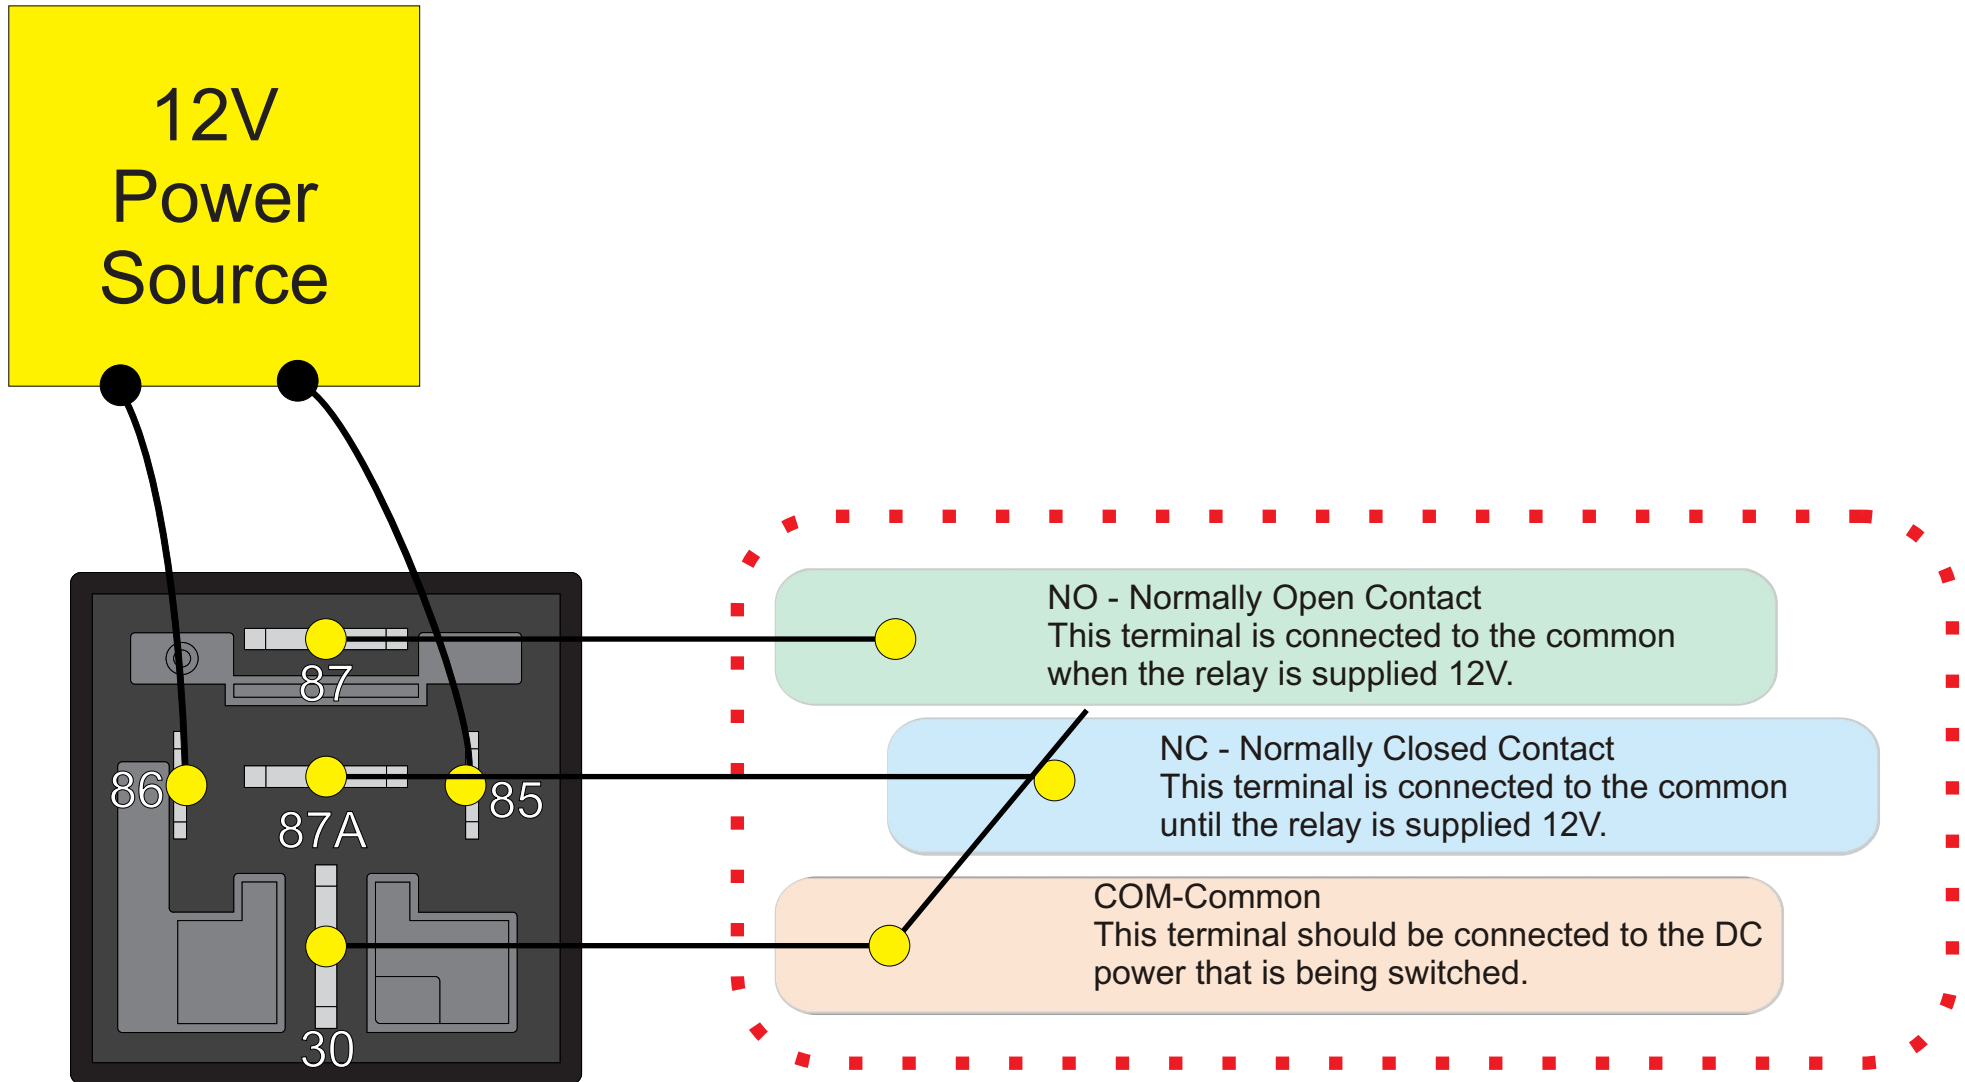 12V
Power
Source
NO - Normally Open Contact
This terminal is connected to the common
when the relay is supplied 12V.
87
NC - Normally Closed Contact
This terminal is connected to the common
until the relay is supplied 12V.
86
85
87A
COM-Common
This terminal should be connected to the DC
power that is being switched.
30